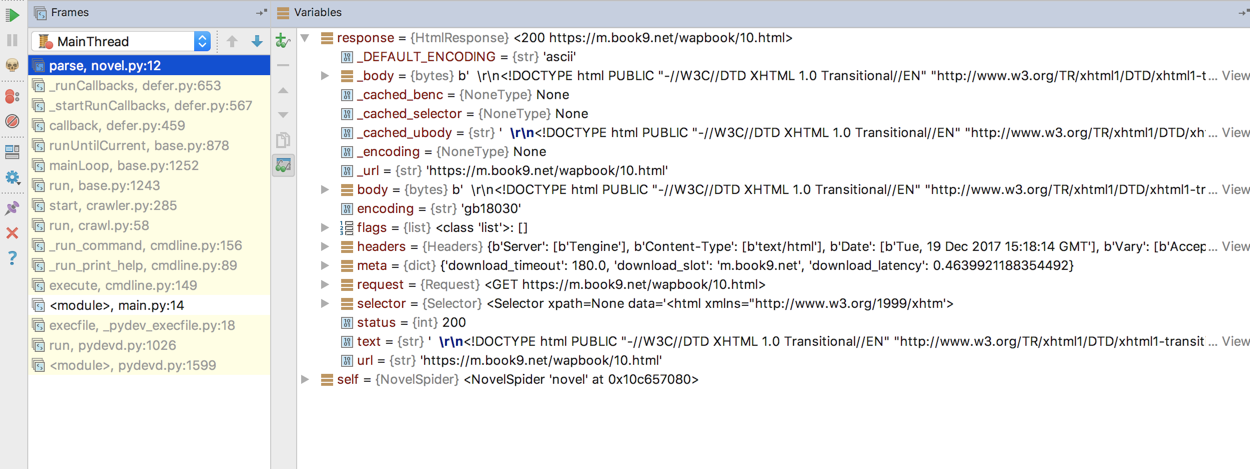 Frames
Variables
MainThread
parse, novel.py:12
_runCallbacks, defer.py:653
_startRunCallbacks, defer.py:567
callback, defer.py:459
runUntilCurrent, base.py:878
mainLoop, base.py:1252
run, base.py:1243
start, crawler.py:285
run, crawl.py:58
_run_command, cmdline.py:156
_run_print_help, cmdline.py:89
execute, cmdline.py:149
<module>, main.py:14
execfile, _pydev_execfile.py:18
run, pydevd.py:1026
<module>, pydevd.py:1599
response = {HtmlResponse} <200 https://m.book9.net/wapbook/10.html>
_DEFAULT_ENCODING = {str} 'ascii'
_body = {bytes} b'  \r\n<!DOCTYPE html PUBLIC "-//W3C//DTD XHTML 1.0 Transitional//EN" "http://www.w3.org/TR/xhtml1/DTD/xhtml1-t... View
_cached_benc = {NoneType} None
_cached_selector = {NoneType} None
_cached_ubody = {str} '  \r\n<!DOCTYPE html PUBLIC "-//W3C//DTD XHTML 1.0 Transitional//EN" "http://www.w3.org/TR/xhtml1/DTD/xh... View
_encoding = {NoneType} None
_url = {str} 'https://m.book9.net/wapbook/10.html'
body = {bytes} b'  \r\n<!DOCTYPE html PUBLIC "-//W3C//DTD XHTML 1.0 Transitional//EN" "http://www.w3.org/TR/xhtml1/DTD/xhtml1-tr... View
encoding = {str} 'gb18030'
flags = {list} <class 'list'>: []
headers = {Headers} {b'Server': [b'Tengine'], b'Content-Type': [b'text/html'], b'Date': [b'Tue, 19 Dec 2017 15:18:14 GMT'], b'Vary': [b'Accep... View
meta = {dict} {'download_timeout': 180.0, 'download_slot': 'm.book9.net', 'download_latency': 0.4639921188354492}
request = {Request} <GET https://m.book9.net/wapbook/10.html>
selector = {Selector} <Selector xpath=None data='<html xmlns="http://www.w3.org/1999/xhtm'>
status = {int} 200
text = {str} '  \r\n<!DOCTYPE html PUBLIC "-//W3C//DTD XHTML 1.0 Transitional//EN" "http://www.w3.org/TR/xhtml1/DTD/xhtml1-transit... View
url = {str} 'https://m.book9.net/wapbook/10.html'
self = {NovelSpider} <NovelSpider 'novel' at 0x10c657080>